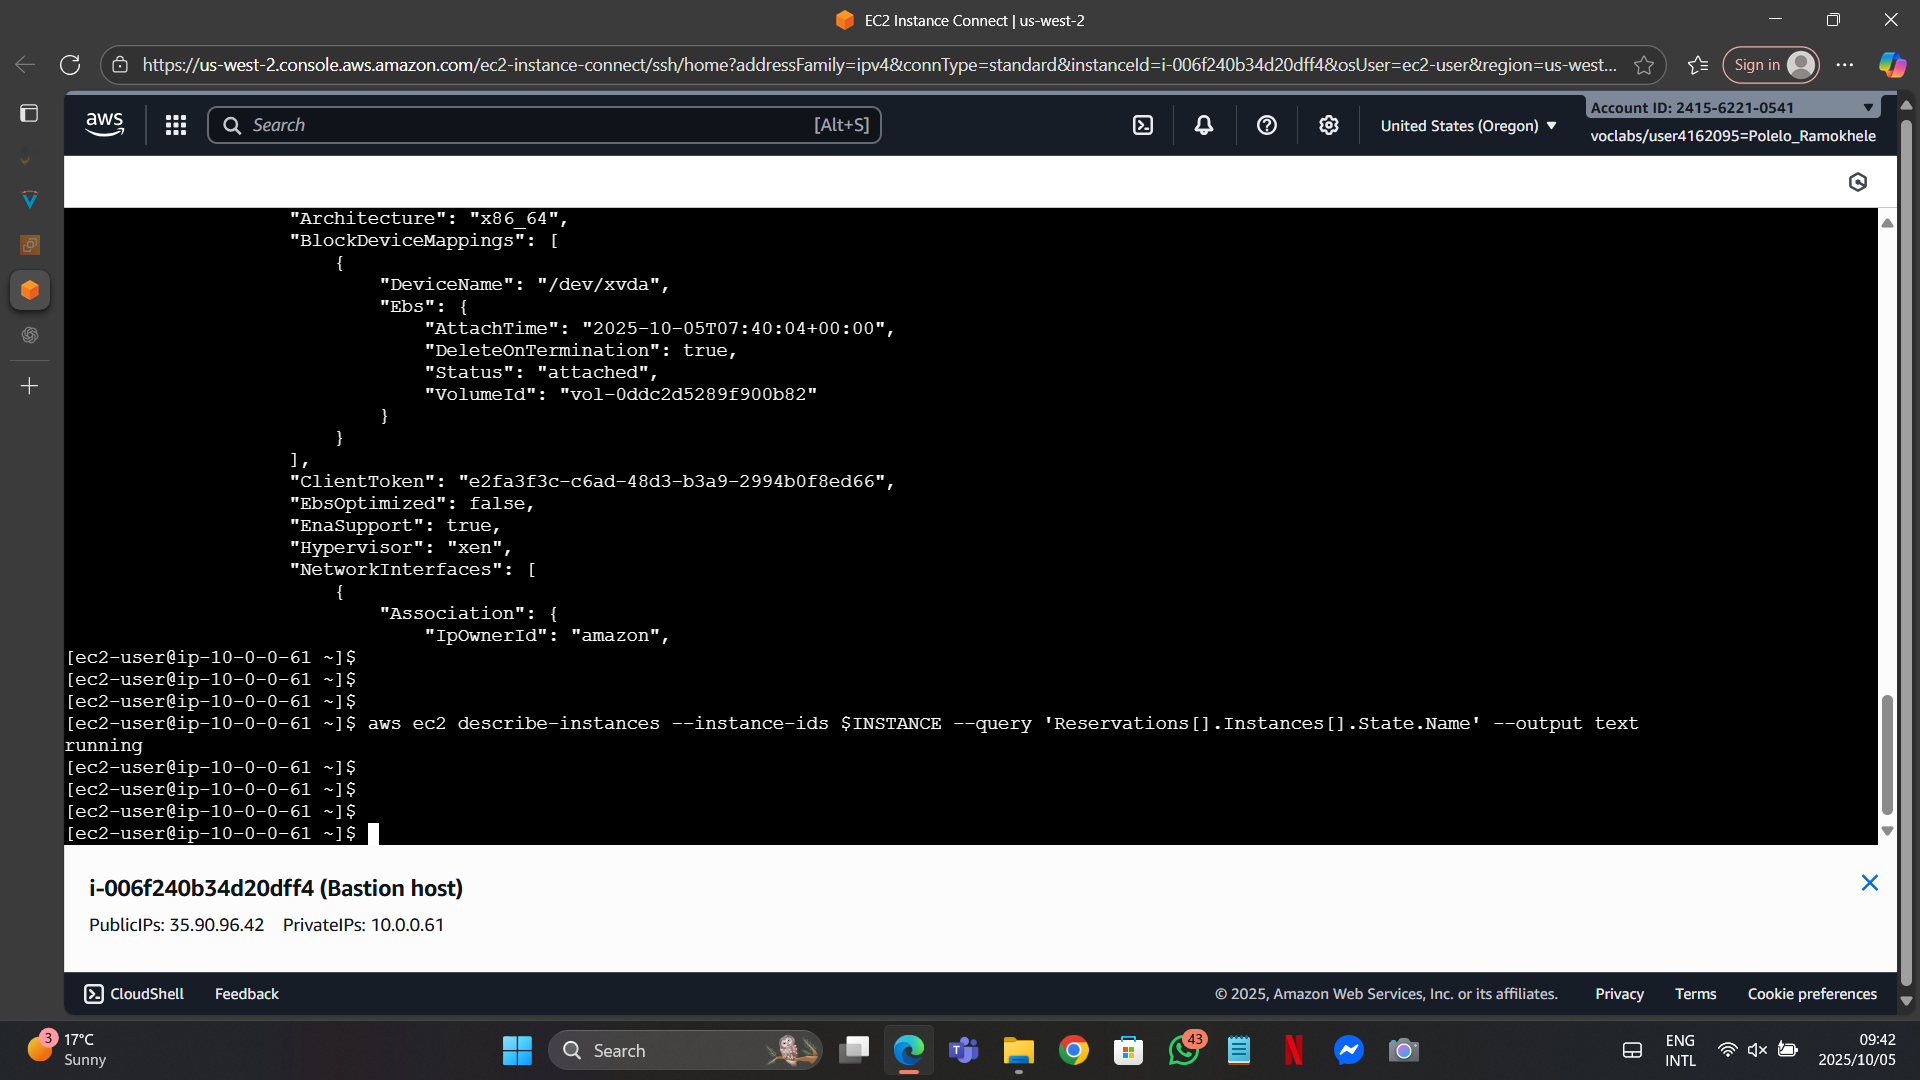 EC2 Instance Connect | us-west-2
https://us-west-2.console.aws.amazon.com/ec2-instance-connect/ssh/home?addressFamily=ipv4&connType=standard&instanceId=i-006f240b34d20dff4&osUser=ec2-user&region=us-west...
Sign in
aws
Search [Alt+S]
United States (Oregon)
Account ID: 2415-6221-0541
voclabs/user4162095=Polelo_Ramokhele
"Architecture": "x86_64",
"BlockDeviceMappings": [
{
"DeviceName": "/dev/xvda",
"Ebs": {
"AttachTime": "2025-10-05T07:40:04+00:00",
"DeleteOnTermination": true,
"Status": "attached",
"VolumeId": "vol-0ddc2d5289f900b82"
}
}
],
"ClientToken": "e2fa3f3c-c6ad-48d3-b3a9-2994b0f8ed66",
"EbsOptimized": false,
"EnaSupport": true,
"Hypervisor": "xen",
"NetworkInterfaces": [
{
"Association": {
"IpOwnerId": "amazon",
[ec2-user@ip-10-0-0-61 ~]$
[ec2-user@ip-10-0-0-61 ~]$
[ec2-user@ip-10-0-0-61 ~]$
[ec2-user@ip-10-0-0-61 ~]$ aws ec2 describe-instances --instance-ids $INSTANCE --query 'Reservations[].Instances[].State.Name' --output text
running
[ec2-user@ip-10-0-0-61 ~]$
[ec2-user@ip-10-0-0-61 ~]$
[ec2-user@ip-10-0-0-61 ~]$
[ec2-user@ip-10-0-0-61 ~]$
i-006f240b34d20dff4 (Bastion host)
PublicIPs: 35.90.96.42 PrivateIPs: 10.0.0.61
CloudShell Feedback © 2025, Amazon Web Services, Inc. or its affiliates. Privacy Terms Cookie preferences
3
17°C
Sunny
Search
43
ENG
INTL
09:42
2025/10/05